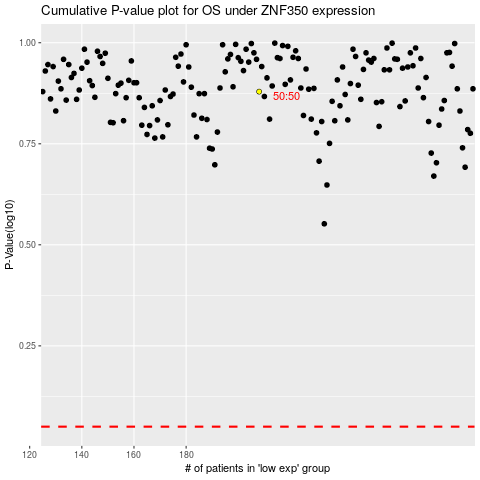 Cumulative P-value plot for OS under ZNF350 expression
1.00
0.75
0.50
0.25
P-Value(log10)
50:50
120 140 160 180
# of patients in 'low exp' group